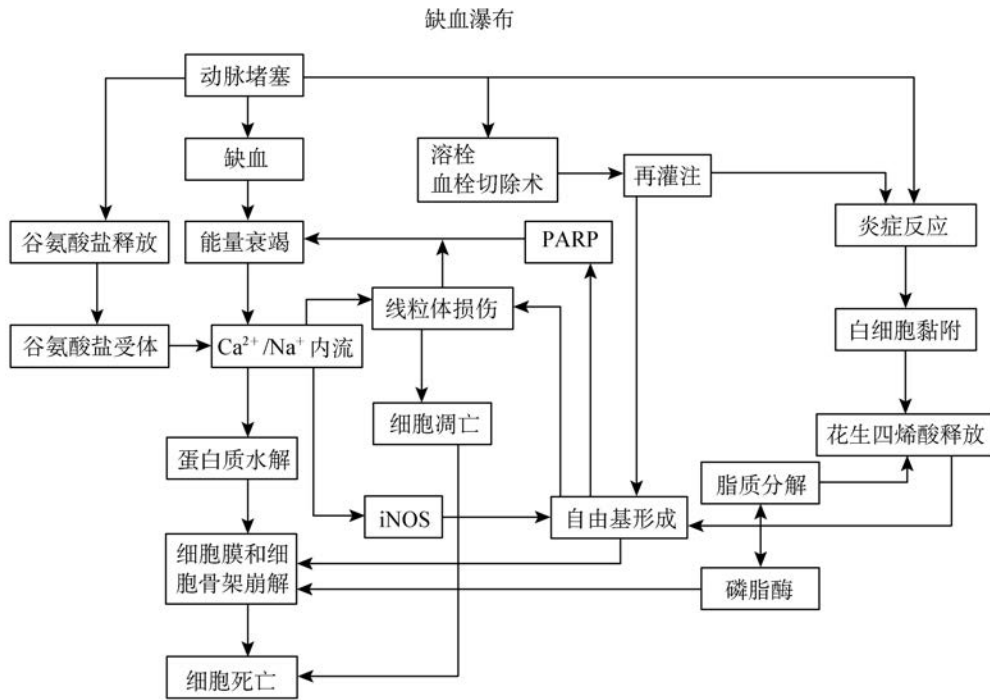 缺血瀑布
动脉堵塞
缺血
溶栓
血栓切除术
再灌注
谷氨酸盐释放
能量衰竭
PARP
炎症反应
线粒体损伤
谷氨酸盐受体
Ca²⁺/Na⁺内流
白细胞黏附
细胞凋亡
花生四烯酸释放
蛋白质水解
脂质分解
iNOS
自由基形成
细胞膜和细
胞骨架崩解
磷脂酶
细胞死亡